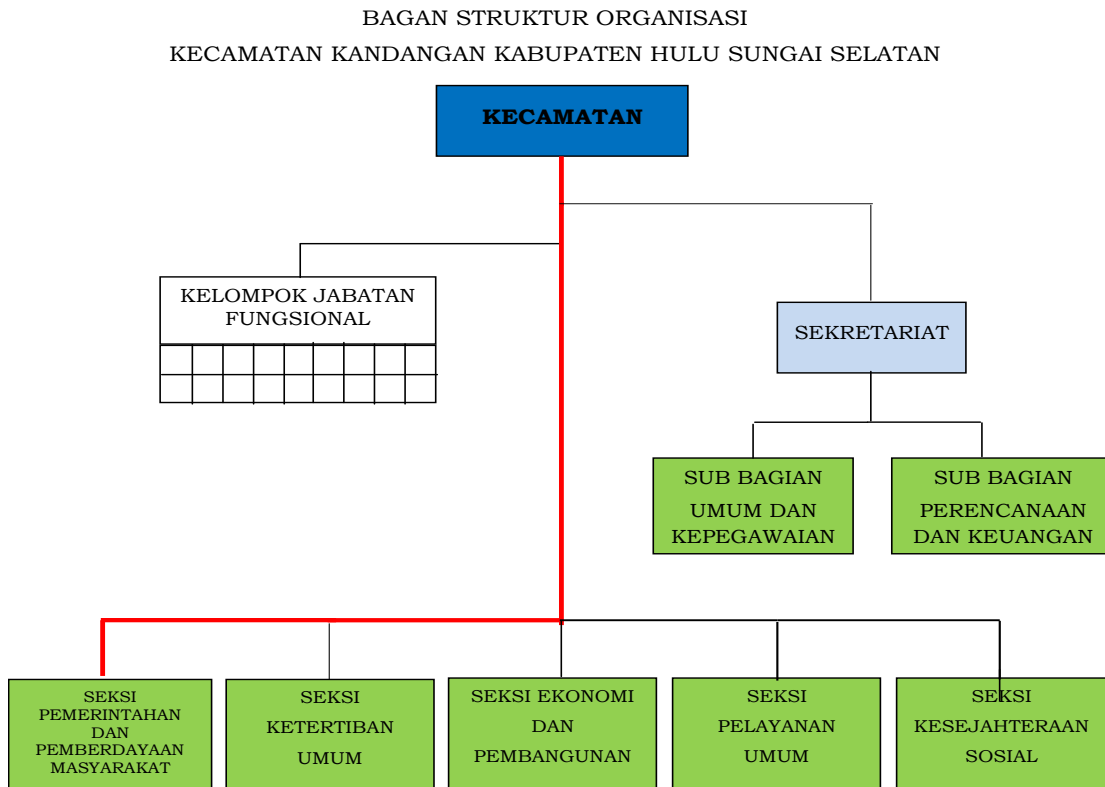 BAGAN STRUKTUR ORGANISASI
KECAMATAN KANDANGAN KABUPATEN HULU SUNGAI SELATAN
KECAMATAN
KELOMPOK JABATAN
FUNGSIONAL
SEKRETARIAT
SUB BAGIAN
UMUM DAN
KEPEGAWAIAN
SUB BAGIAN
PERENCANAAN
DAN KEUANGAN
SEKSI
PEMERINTAHAN
DAN
PEMBERDAYAAN
MASYARAKAT
SEKSI
KETERTIBAN
UMUM
SEKSI EKONOMI
DAN
PEMBANGUNAN
SEKSI
PELAYANAN
UMUM
SEKSI
KESEJAHTERAAN
SOSIAL